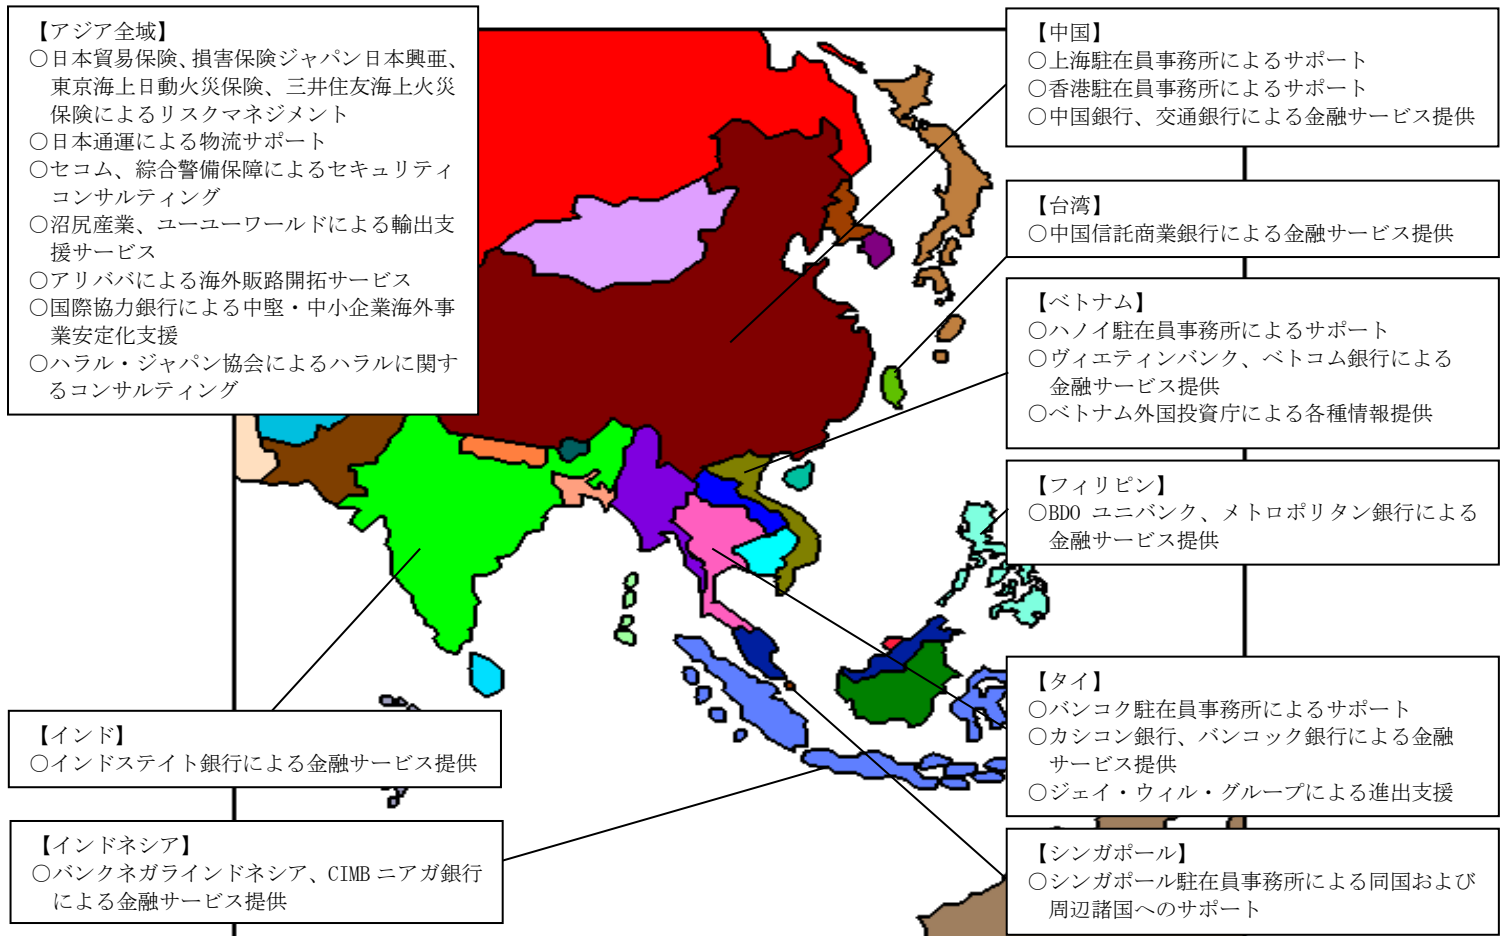 【アジア全域】
○日本貿易保険、損害保険ジャパン日本興亜、
東京海上日動火災保険、三井住友海上火災
保険によるリスクマネジメント
○日本通運による物流サポート
○セコム、綜合警備保障によるセキュリティ
コンサルティング
○沼尻産業、ユーユーワールドによる輸出支
援サービス
○アリババによる海外販路開拓サービス
○国際協力銀行による中堅・中小企業海外事
業安定化支援
○ハラル・ジャパン協会によるハラルに関す
るコンサルティング
【インド】
○インドステイト銀行による金融サービス提供
【インドネシア】
○バンクネガラインドネシア、CIMB ニアガ銀行
による金融サービス提供
【中国】
○上海駐在員事務所によるサポート
○香港駐在員事務所によるサポート
○中国銀行、交通銀行による金融サービス提供
【台湾】
○中国信託商業銀行による金融サービス提供
【ベトナム】
○ハノイ駐在員事務所によるサポート
○ヴィエティンバンク、ベトコム銀行による
金融サービス提供
○ベトナム外国投資庁による各種情報提供
【フィリピン】
○BDO ユニバンク、メトロポリタン銀行による
金融サービス提供
【タイ】
○バンコク駐在員事務所によるサポート
○カシコン銀行、バンコック銀行による金融
サービス提供
○ジェイ・ウィル・グループによる進出支援
【シンガポール】
○シンガポール駐在員事務所による同国および
周辺諸国へのサポート